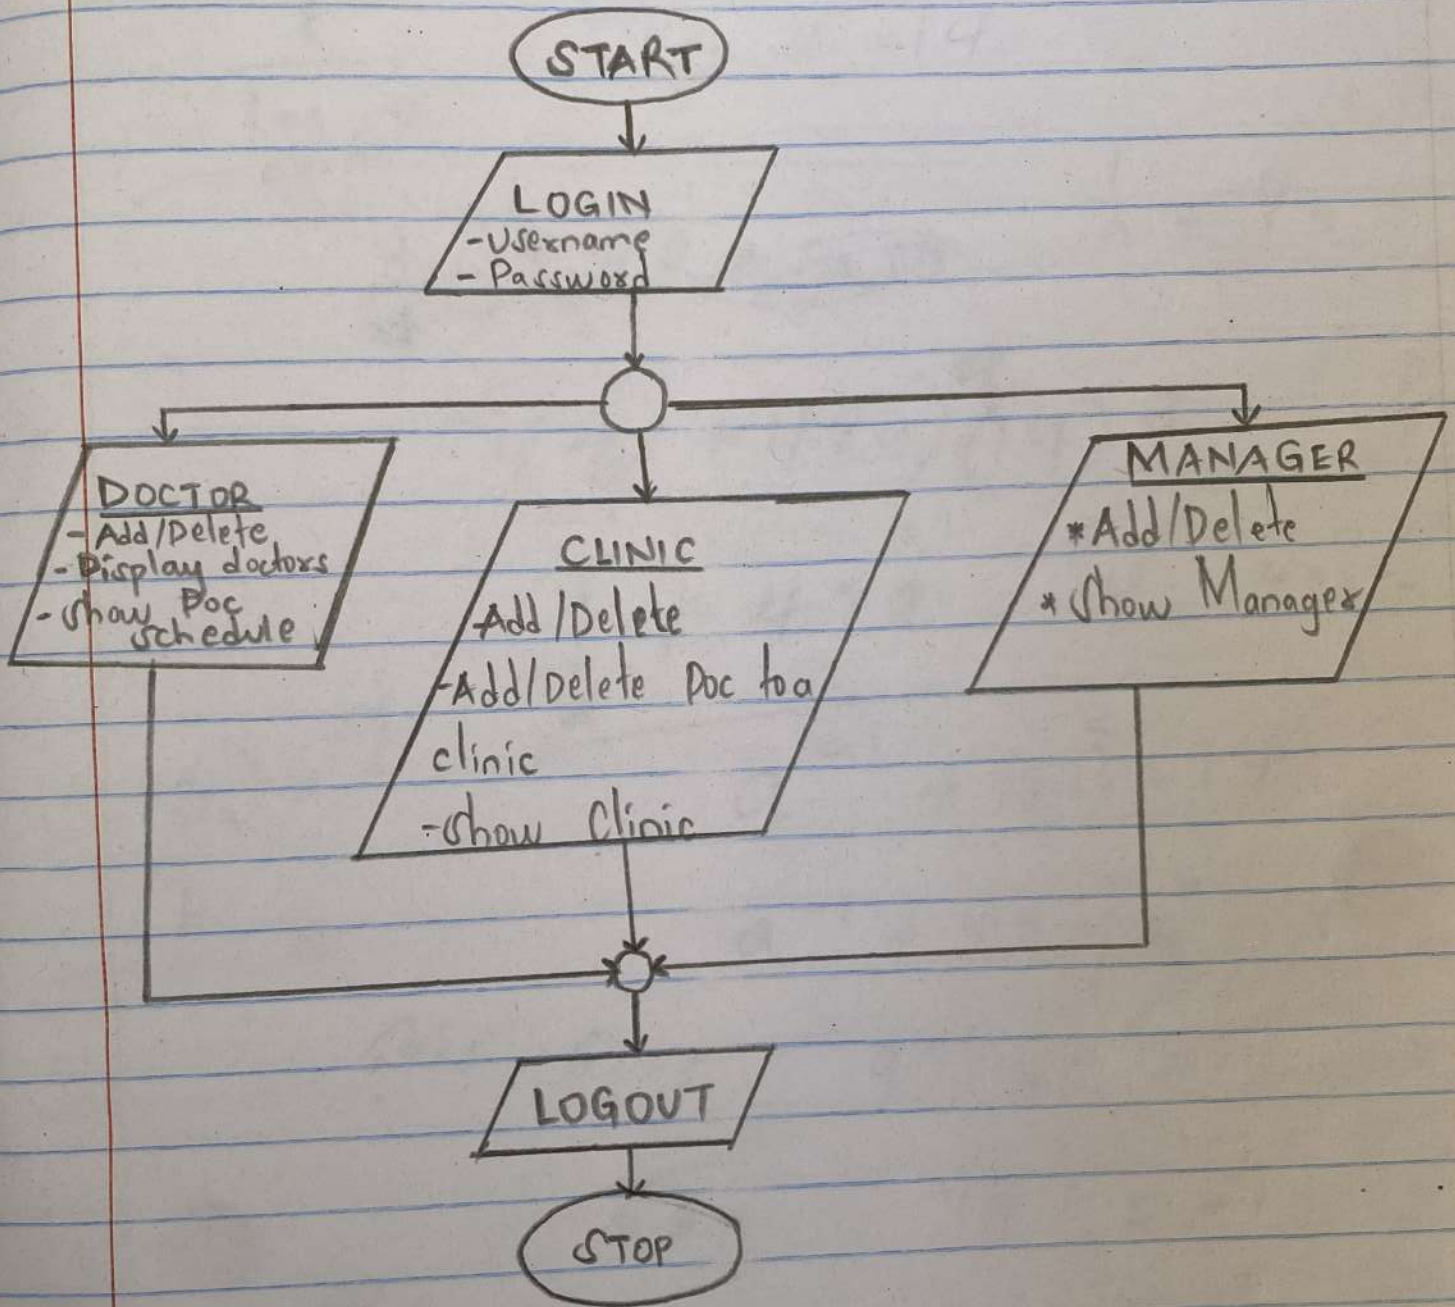 START
LOGIN
-Username
- Password
DOCTOR
- Add/Delete
- Display doctors
- Show Doc
schedule
CLINIC
-Add/Delete
-Add/Delete Doc to a
clinic
-Show Clinic
MANAGER
*Add/Delete
* Show Manager
LOGOUT
STOP